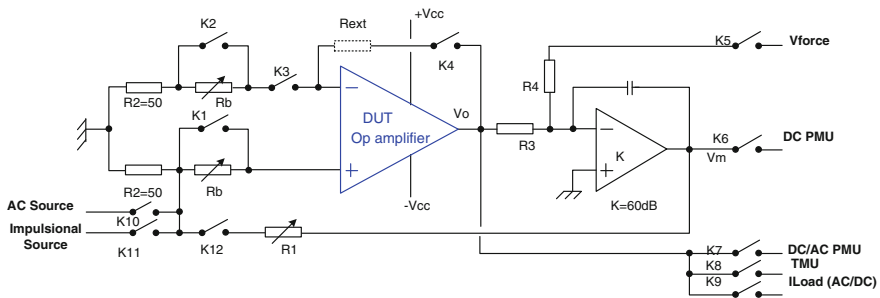 +Vcc
K2
Rext
K5
Vforce
K3
K4
R4
R2=50
Rb
−
DUT
Op amplifier
Vo
K1
−
K
+
R3
K6
Vm
DC PMU
+
R2=50
Rb
-Vcc
K=60dB
AC Source
K10
Impulsional
Source
K11
K12
R1
K7
DC/AC PMU
K8
TMU
K9
ILoad (AC/DC)